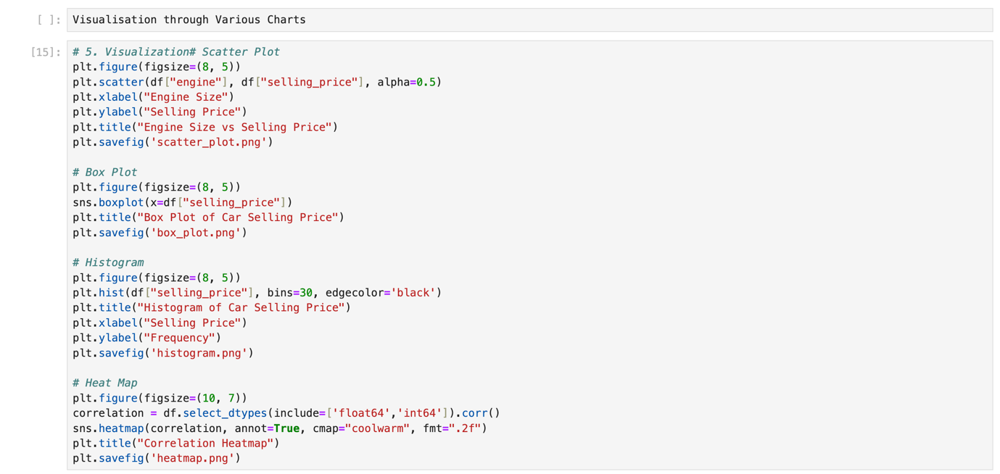 [ ]: Visualisation through Various Charts
[15]: # 5. Visualization# Scatter Plot
plt.figure(figsize=(8, 5))
plt.scatter(df["engine"], df["selling_price"], alpha=0.5)
plt.xlabel("Engine Size")
plt.ylabel("Selling Price")
plt.title("Engine Size vs Selling Price")
plt.savefig('scatter_plot.png')

# Box Plot
plt.figure(figsize=(8, 5))
sns.boxplot(x=df["selling_price"])
plt.title("Box Plot of Car Selling Price")
plt.savefig('box_plot.png')

# Histogram
plt.figure(figsize=(8, 5))
plt.hist(df["selling_price"], bins=30, edgecolor='black')
plt.title("Histogram of Car Selling Price")
plt.xlabel("Selling Price")
plt.ylabel("Frequency")
plt.savefig('histogram.png')

# Heat Map
plt.figure(figsize=(10, 7))
correlation = df.select_dtypes(include=['float64','int64']).corr()
sns.heatmap(correlation, annot=True, cmap="coolwarm", fmt=".2f")
plt.title("Correlation Heatmap")
plt.savefig('heatmap.png')